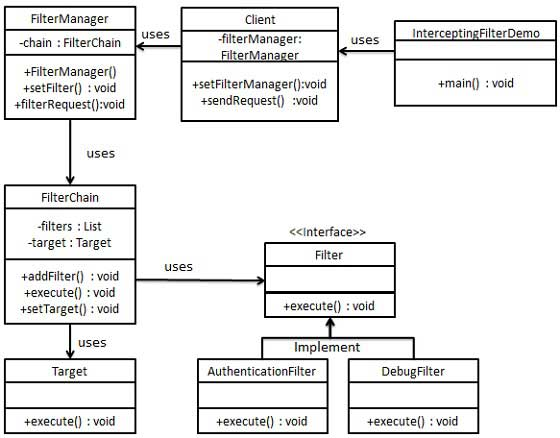 FilterManager
-chain : FilterChain
+FilterManager()
+setFilter() : void
+filterRequest():void
uses
Client
-filterManager:
FilterManager
+setFilterManager():void
+sendRequest() :void
uses
InterceptingFilterDemo
+main() : void
uses
FilterChain
-filters : List
-target : Target
+addFilter() : void
+execute() : void
+setTarget() : void
uses
<<Interface>>
Filter
+execute() : void
uses
Implement
Target
+execute() : void
AuthenticationFilter
+execute() : void
DebugFilter
+execute() : void